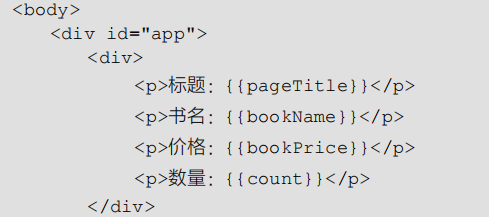 <body>
<div id="app">
<div>
<p>标题：{{pageTitle}}</p>
<p>书名：{{bookName}}</p>
<p>价格：{{bookPrice}}</p>
<p>数量：{{count}}</p>
</div>